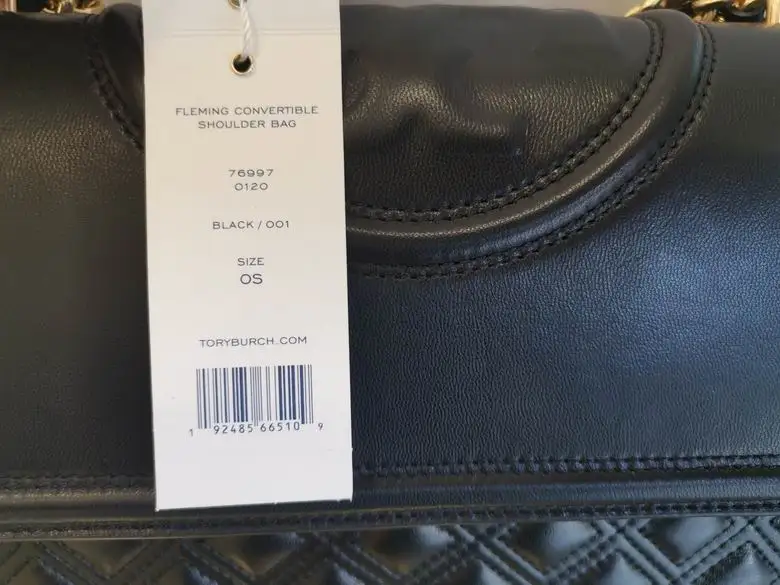 FLEMING CONVERTIBLE
SHOULDER BAG
76997
0120
BLACK / 001
SIZE
OS
TORYBURCH.COM
1 92485 66510 9